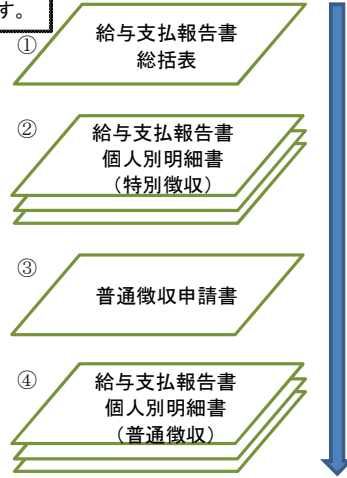 す。
①
給与支払報告書
総括表
②
給与支払報告書
個人別明細書
（特別徴収）
③
普通徴収申請書
④
給与支払報告書
個人別明細書
（普通徴収）